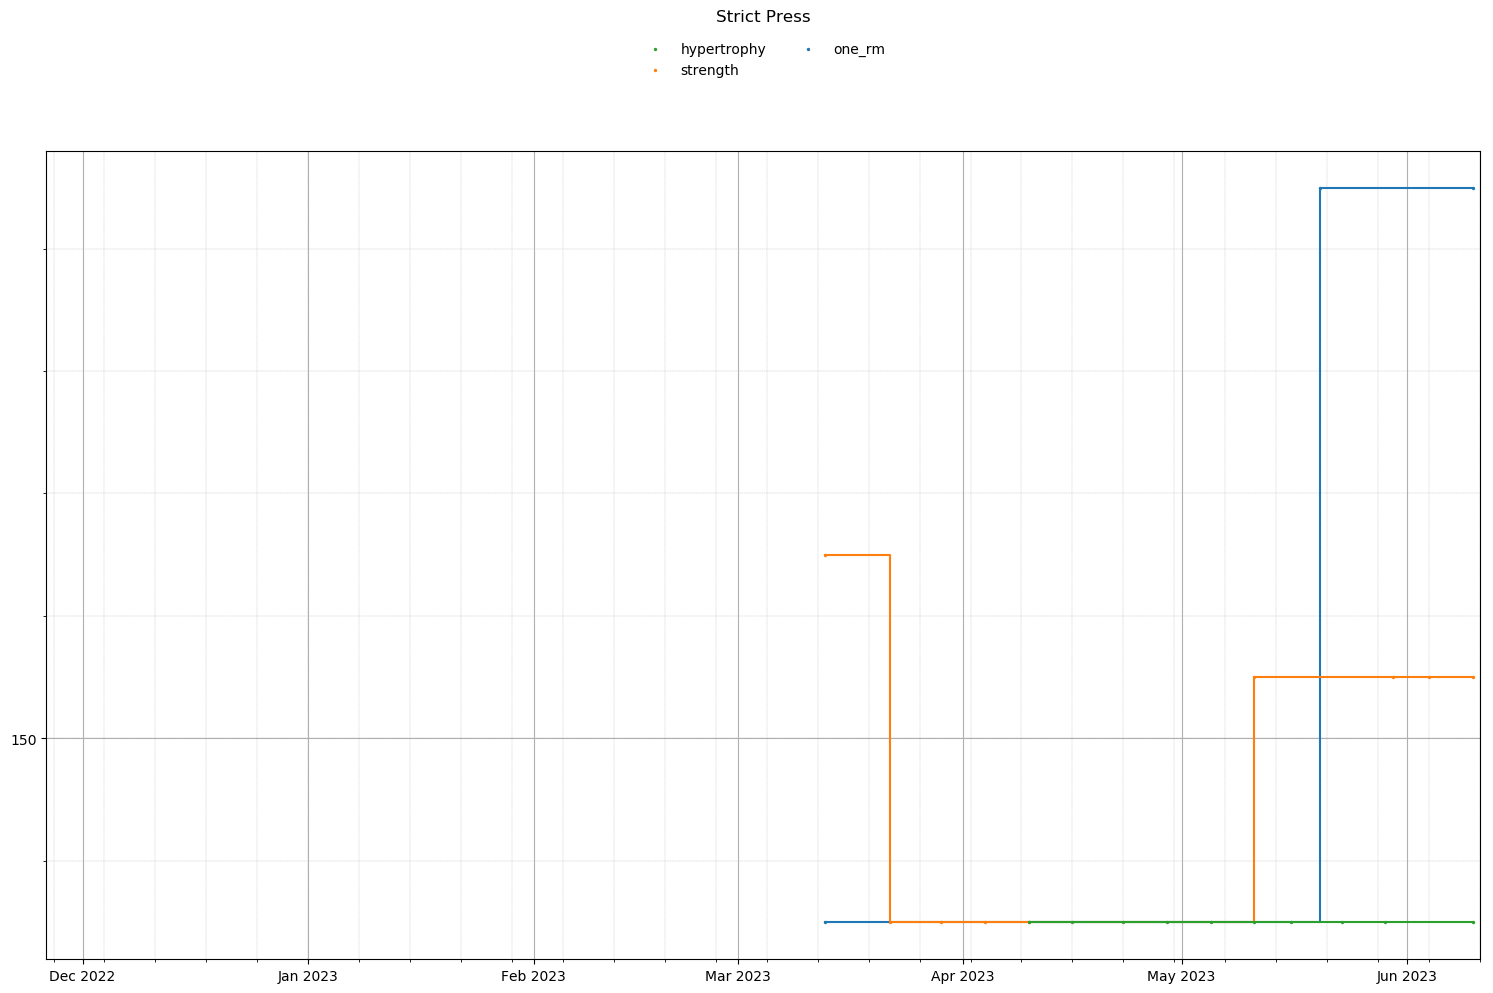 Strict Press
hypertrophy
strength
one_rm
150
Dec 2022
Jan 2023
Feb 2023
Mar 2023
Apr 2023
May 2023
Jun 2023